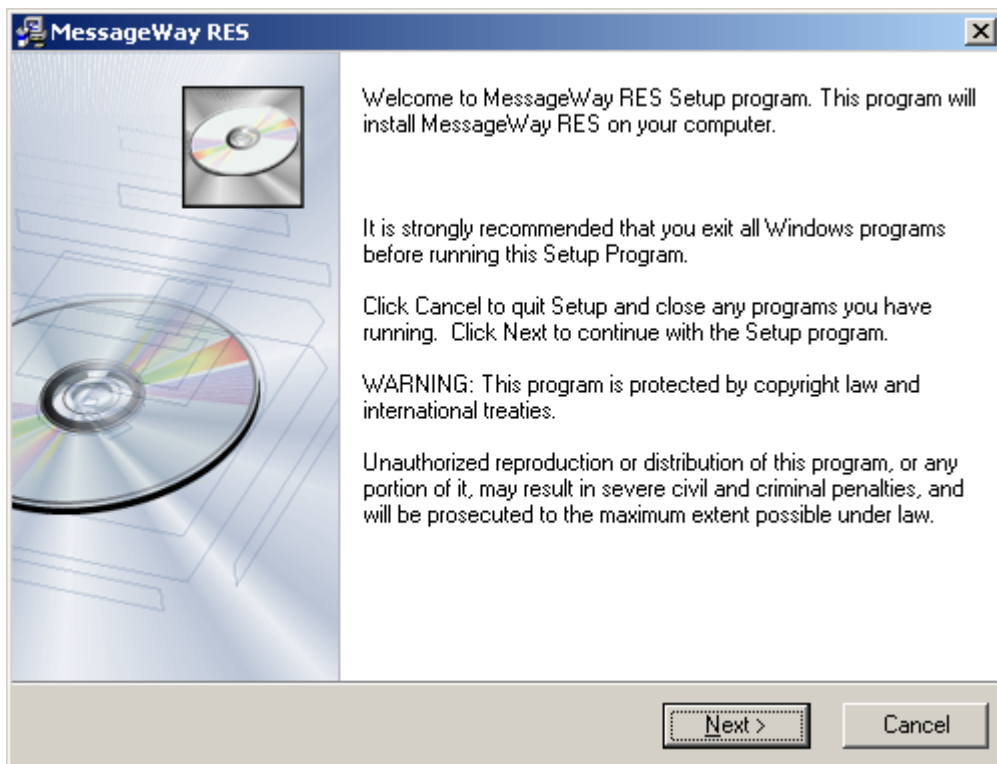 MessageWay RES
Welcome to MessageWay RES Setup program. This program will
install MessageWay RES on your computer.
It is strongly recommended that you exit all Windows programs
before running this Setup Program.
Click Cancel to quit Setup and close any programs you have
running.  Click Next to continue with the Setup program.
WARNING: This program is protected by copyright law and
international treaties.
Unauthorized reproduction or distribution of this program, or any
portion of it, may result in severe civil and criminal penalties, and
will be prosecuted to the maximum extent possible under law.
Next >
Cancel